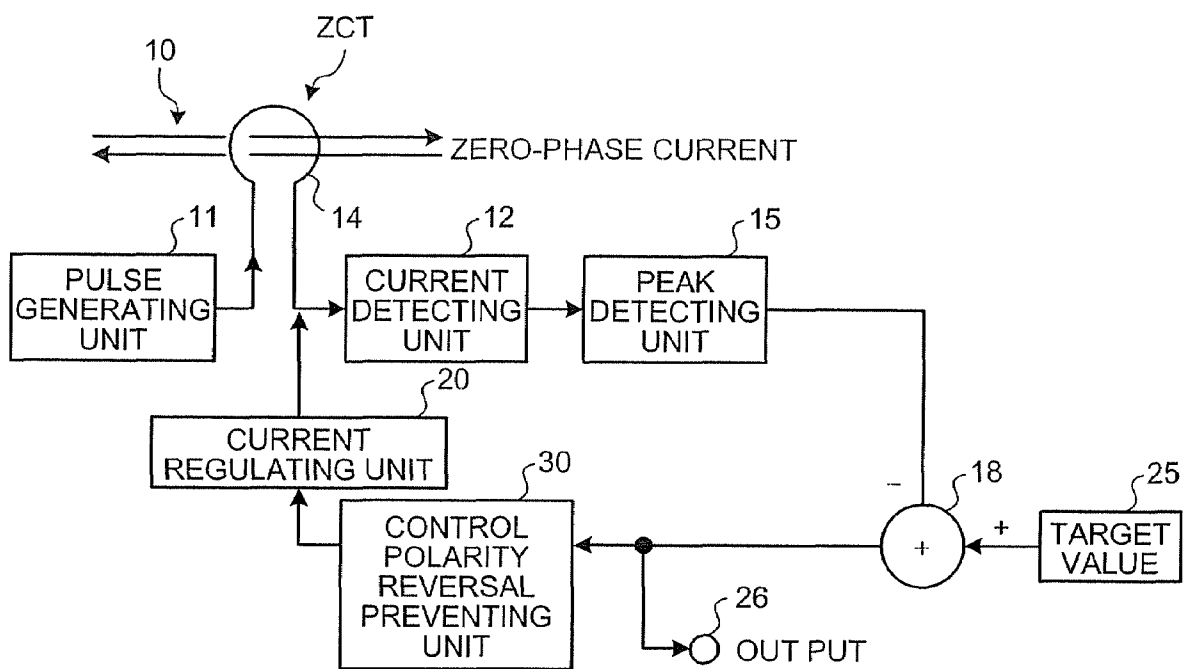 ZCT
10
ZERO-PHASE CURRENT
14
11
PULSE
GENERATING
UNIT
12
CURRENT
DETECTING
UNIT
15
PEAK
DETECTING
UNIT
20
CURRENT
REGULATING UNIT
30
CONTROL
POLARITY
REVERSAL
PREVENTING
UNIT
−
18
+
+
25
TARGET
VALUE
26
OUT PUT